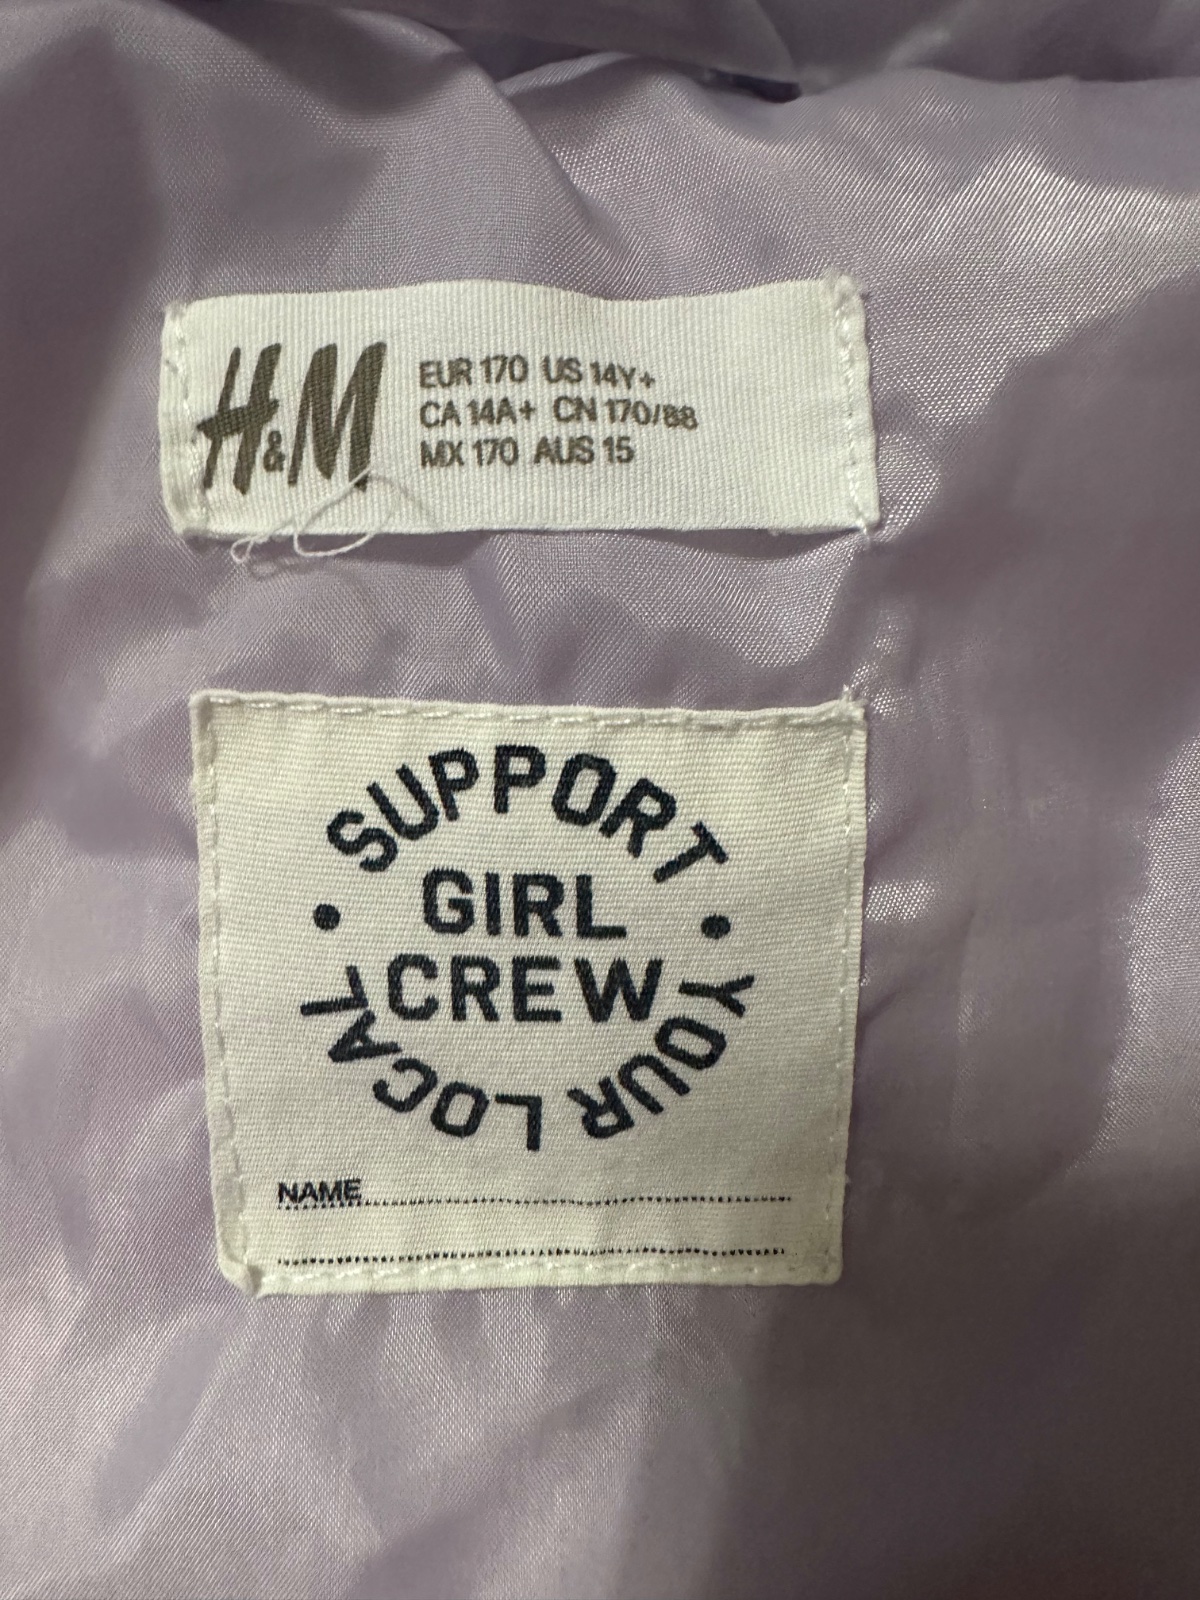 H&M
EUR 170 US 14Y+
CA 14A+ CN 170/88
MX 170 AUS 15
SUPPORT
GIRL
CREW
YOUR LOCAL
NAME